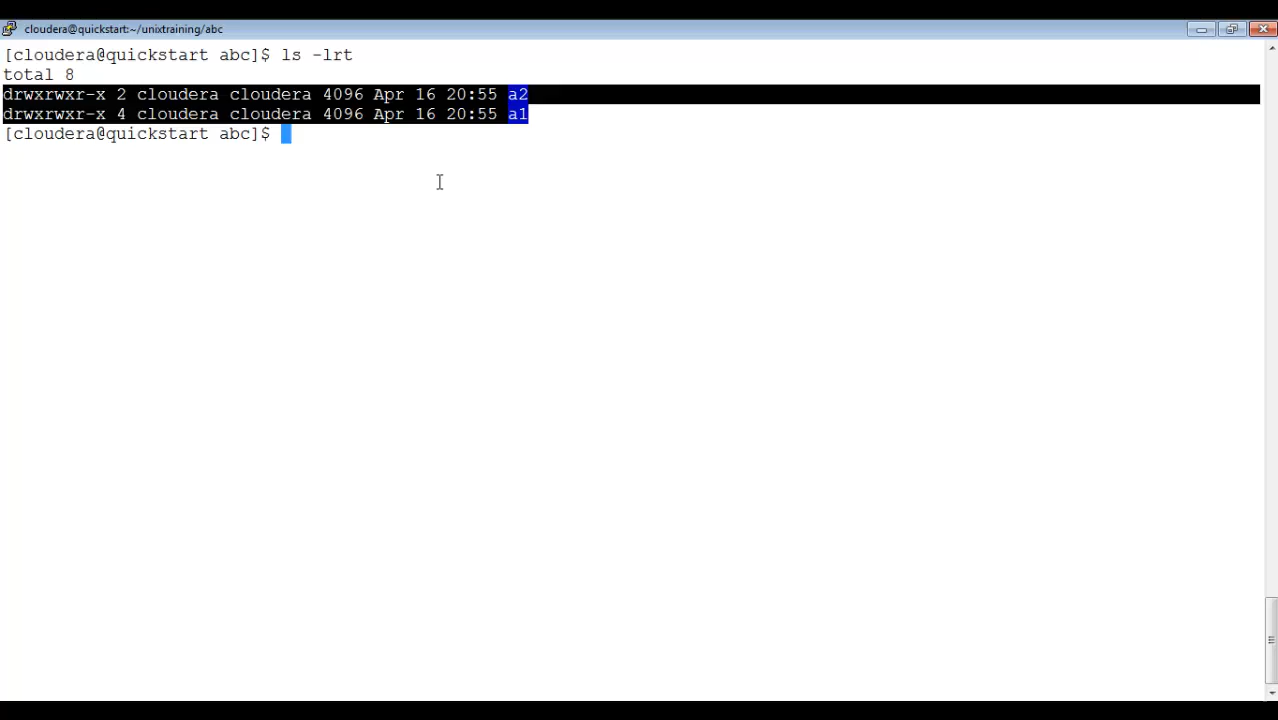 cloudera@quickstart:~/unixtraining/abc
[cloudera@quickstart abc]$ ls -lrt
total 8
drwxrwxr-x 2 cloudera cloudera 4096 Apr 16 20:55 a2
drwxrwxr-x 4 cloudera cloudera 4096 Apr 16 20:55 a1
[cloudera@quickstart abc]$